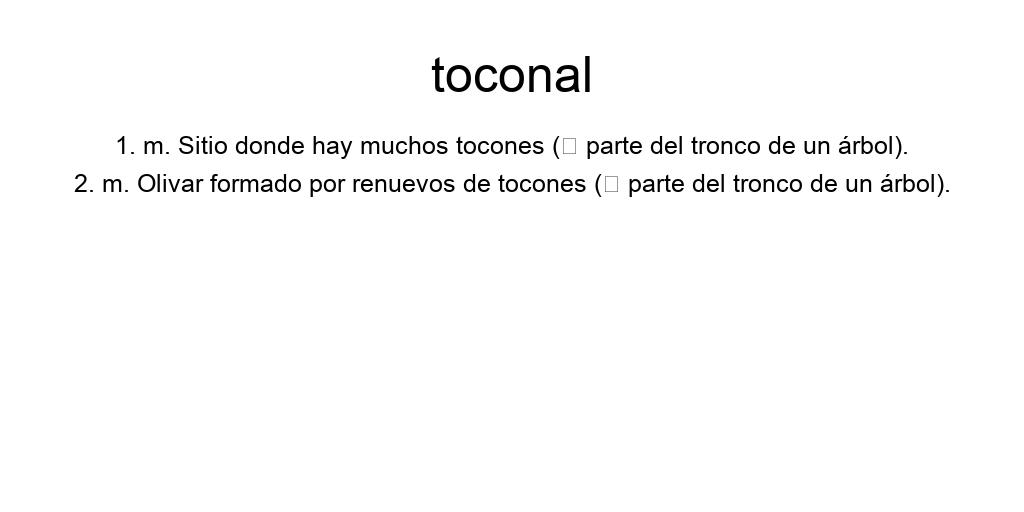 toconal
1. m. Sitio donde hay muchos tocones (□ parte del tronco de un árbol).
2. m. Olivar formado por renuevos de tocones (□ parte del tronco de un árbol).